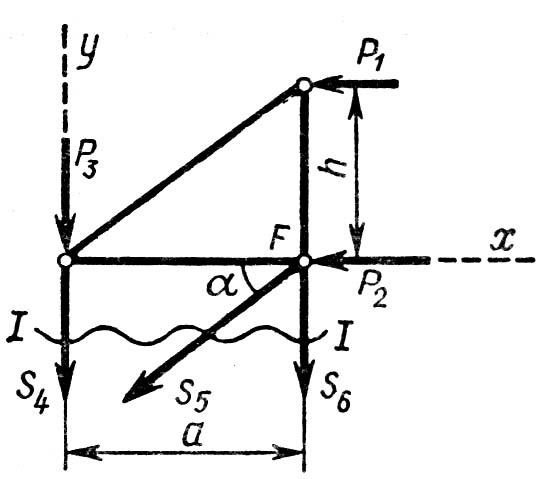 y
P₁
P₃
h
F
x
α
P₂
I
I
S₄
S₅
S₆
a